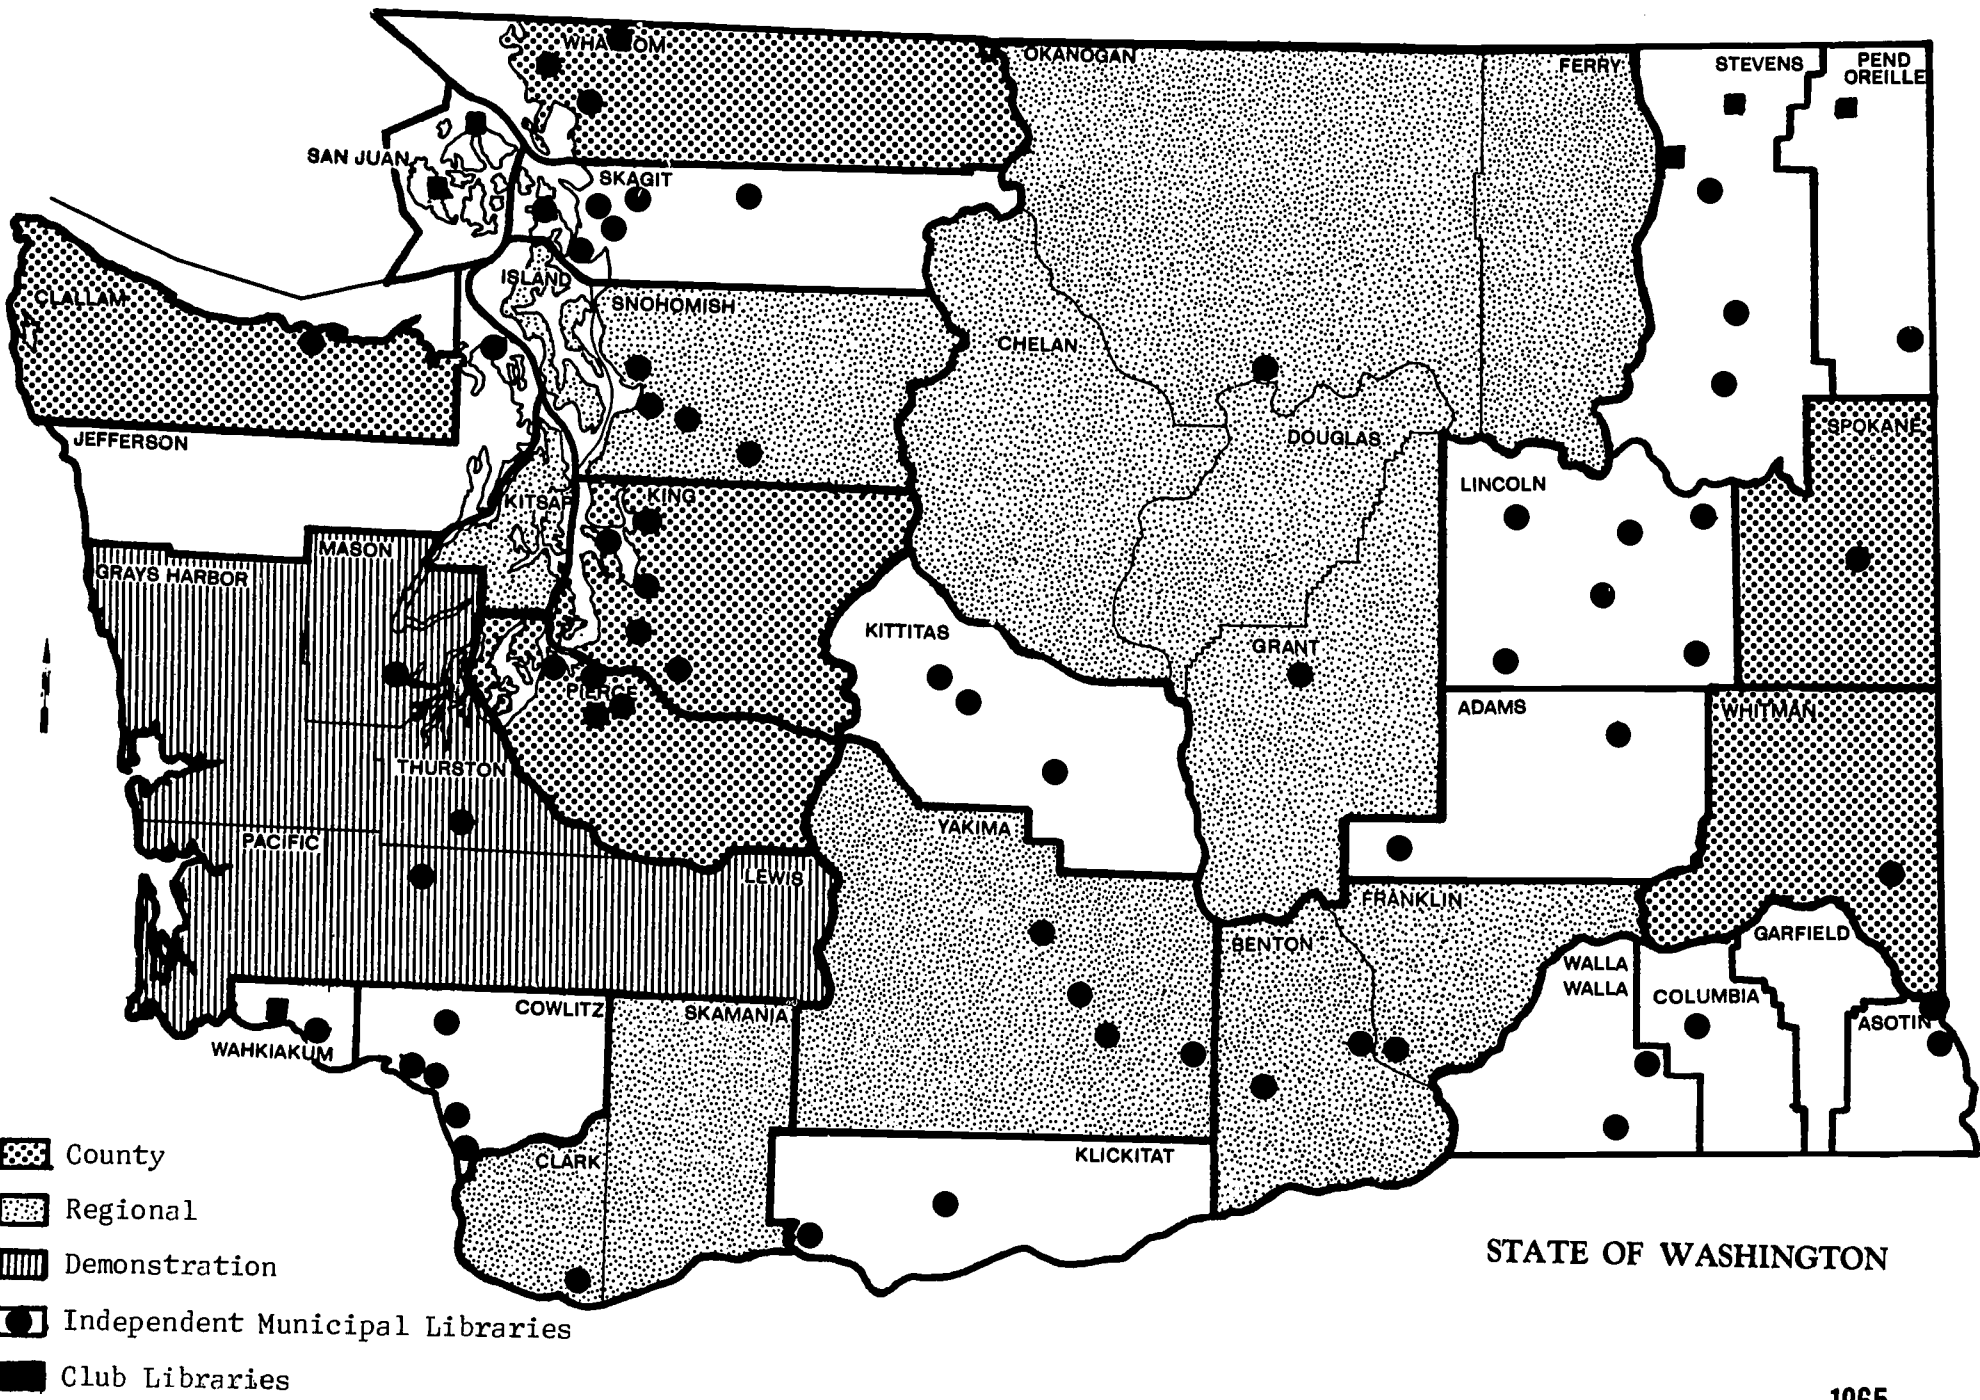 WHATCOM
OKANOGAN
FERRY
STEVENS
PEND
OREILLE
SAN JUAN
SKAGIT
ISLAND
CLALLAM
SNOHOMISH
CHELAN
JEFFERSON
DOUGLAS
SPOKANE
KITSAP
KING
LINCOLN
MASON
GRAYS HARBOR
KITTITAS
GRANT
PIERCE
ADAMS
WHITMAN
THURSTON
YAKIMA
PACIFIC
LEWIS
FRANKLIN
BENTON
GARFIELD
WALLA
WALLA
COLUMBIA
COWLITZ
SKAMANIA
ASOTIN
WAHKIAKUM
CLARK
KLICKITAT
County
Regional
Demonstration
Independent Municipal Libraries
Club Libraries
STATE OF WASHINGTON
1965